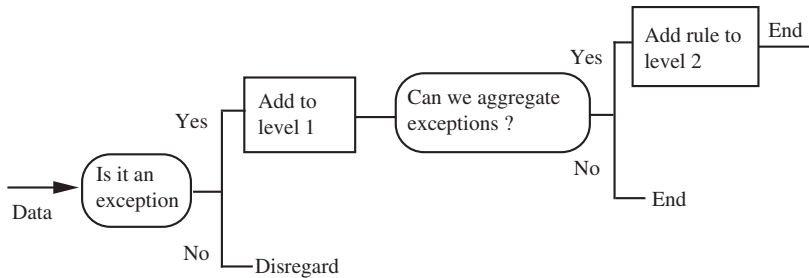 Data
Is it an
exception
Yes
No
Disregard
Add to
level 1
Can we aggregate
exceptions ?
Yes
No
Add rule to
level 2
End
End